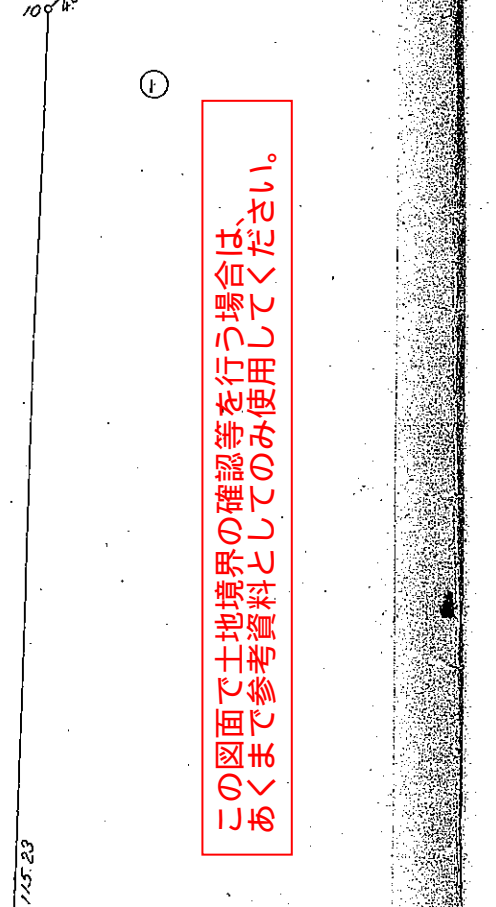 10
この図面で土地境界の確認等を行う場合は、
あくまで参考資料としてのみ使用してください。
115.23